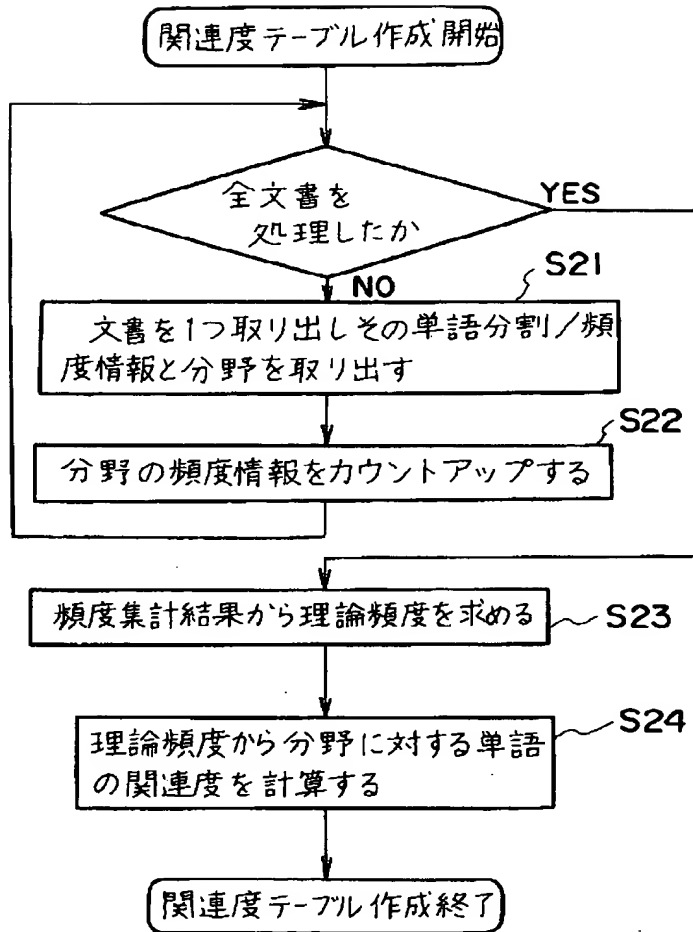 関連度テーブル作成開始
全文書を
処理したか
YES
NO
S21
文書を1つ取り出しその単語分割/頻
度情報と分野を取り出す
S22
分野の頻度情報をカウントアップする
頻度集計結果から理論頻度を求める
S23
S24
理論頻度から分野に対する単語
の関連度を計算する
関連度テーブル作成終了